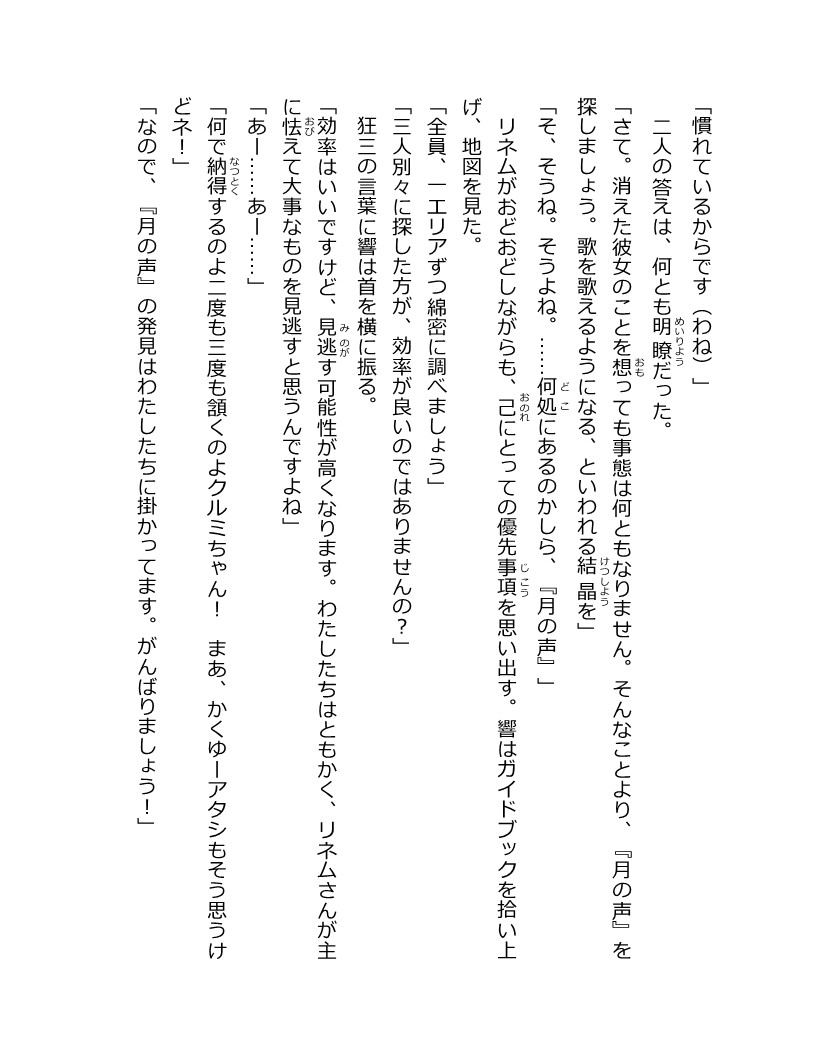 「慣れているからです（わね）」
二人の答えは、何とも明瞭だった。
「さて。消えた彼女のことを想っても事態は何ともなりません。そんなことより、『月の声』を
探しましょう。歌を歌えるようになる、といわれる結晶を」
「そ、そうね。そうよね。……何処にあるのかしら、『月の声』」
リネムがおどおどしながらも、己にとっての優先事項を思い出す。響はガイドブックを拾い上
げ、地図を見た。
「全員、一エリアずつ綿密に調べましょう」
「三人別々に探した方が、効率が良いのではありませんの？」
狂三の言葉に響は首を横に振る。
「効率はいいですけど、見逃す可能性が高くなります。わたしたちはともかく、リネムさんが主
に怯えて大事なものを見逃すと思うんですよね」
「あー……あー……」
「何で納得するのよ二度も三度も頷くのよクルミちゃん！　まあ、かくゆーアタシもそう思うけ
どネ！」
「なので、『月の声』の発見はわたしたちに掛かってます。がんばりましょう！」